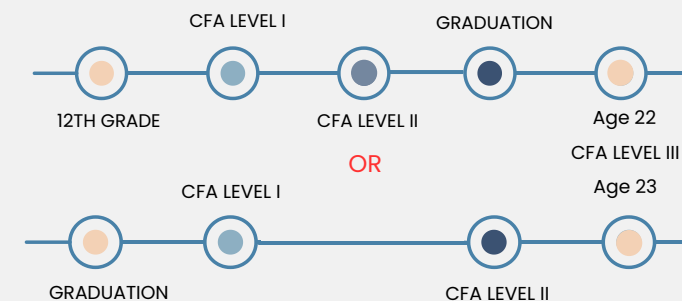 CFA LEVEL I
GRADUATION
12TH GRADE
CFA LEVEL II
Age 22
CFA LEVEL III
OR
Age 23
CFA LEVEL I
GRADUATION
CFA LEVEL II